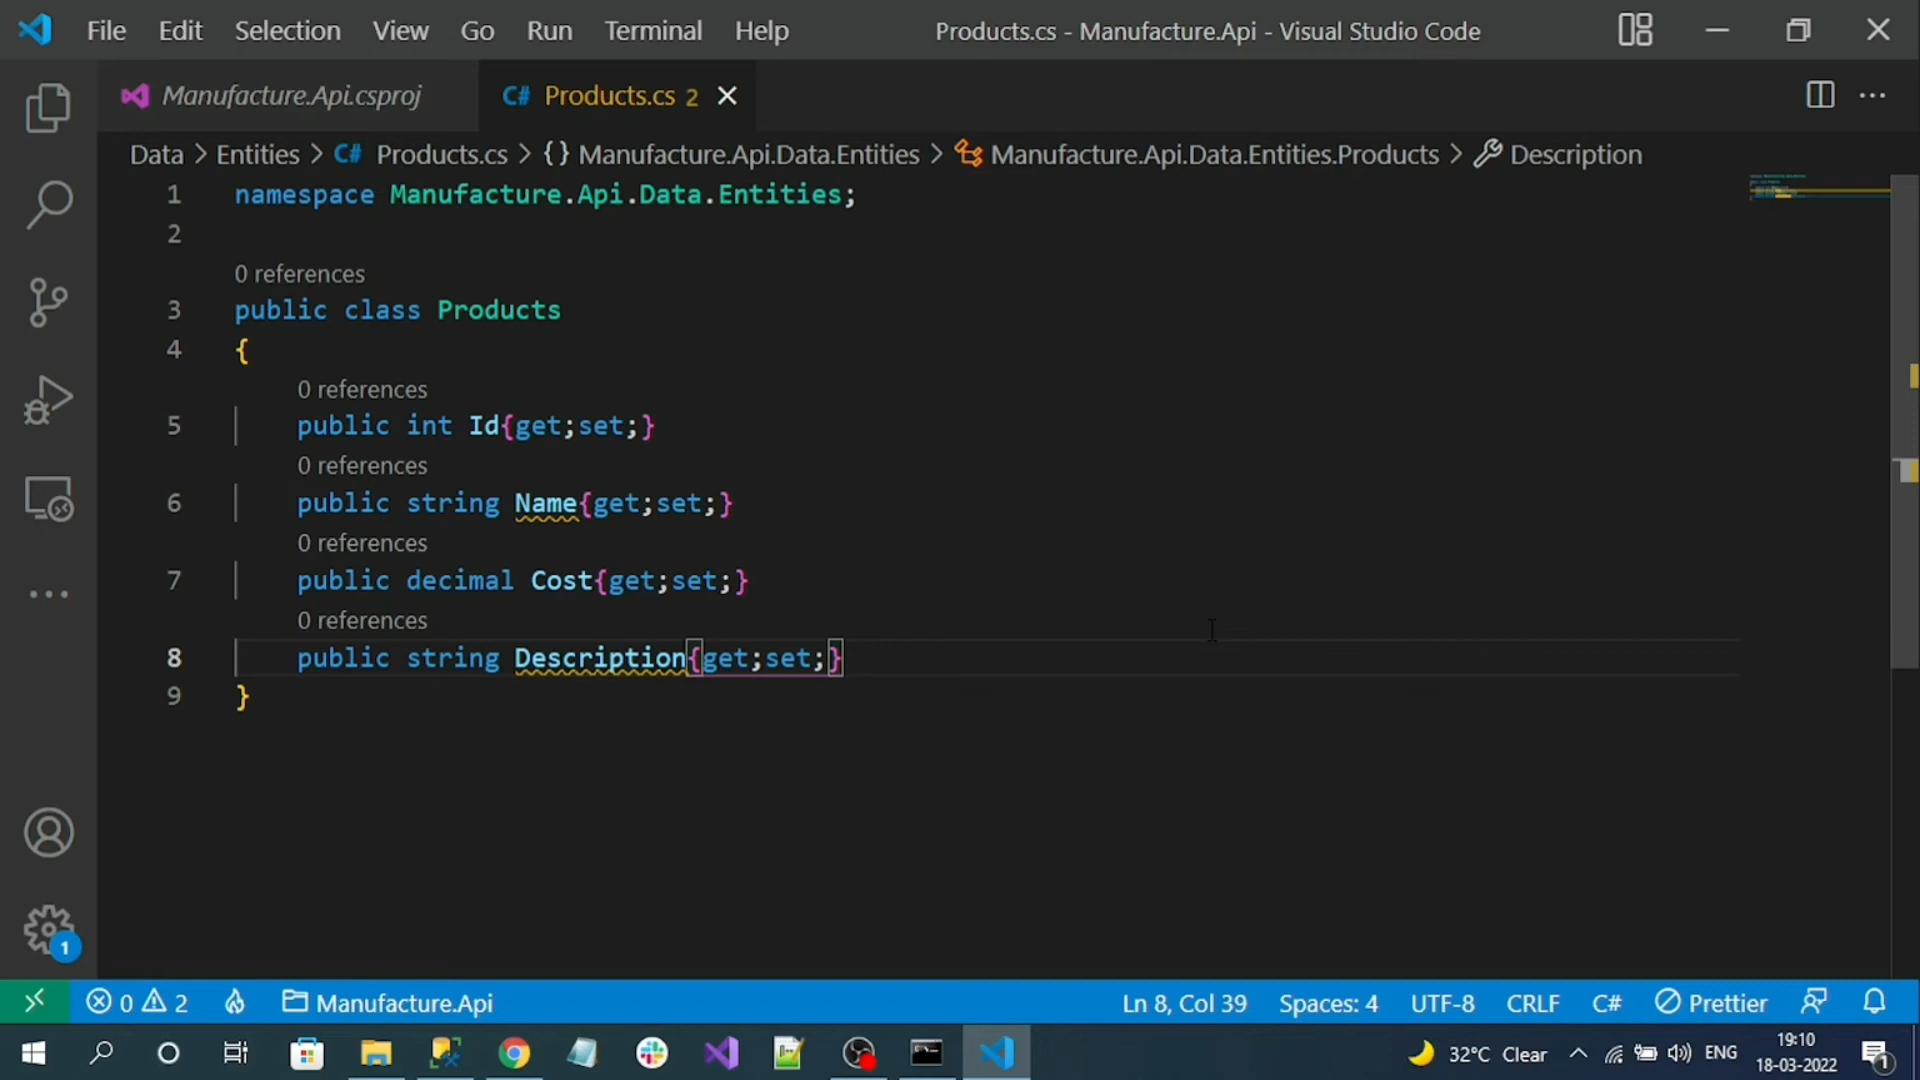 File Edit Selection View Go Run Terminal Help Products.cs - Manufacture.Api - Visual Studio Code
Manufacture.Api.csproj C# Products.cs 2
Data > Entities > C# Products.cs > {} Manufacture.Api.Data.Entities > Manufacture.Api.Data.Entities.Products > Description
1 namespace Manufacture.Api.Data.Entities;
2
0 references
3 public class Products
4 {
0 references
5 public int Id{get;set;}
0 references
6 public string Name{get;set;}
0 references
7 public decimal Cost{get;set;}
0 references
8 public string Description{get;set;}
9 }
1
0 2 Manufacture.Api Ln 8, Col 39 Spaces: 4 UTF-8 CRLF C# Prettier
32°C Clear ENG 19:10
18-03-2022 1